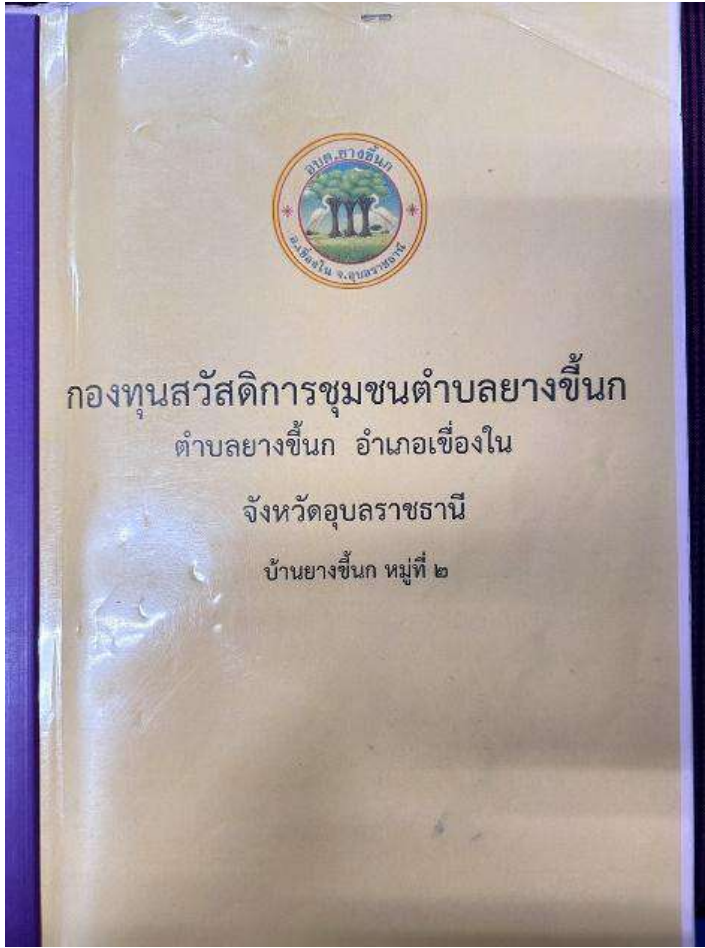 อบต.ยางขี้นก
อ.เขื่องใน จ.อุบลราชธานี
กองทุนสวัสดิการชุมชนตำบลยางขี้นก
ตำบลยางขี้นก อำเภอเขื่องใน
จังหวัดอุบลราชธานี
บ้านยางขี้นก หมู่ที่ ๒